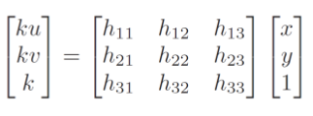 [ku] = [h11 h12 h13] [x]
[kv] = [h21 h22 h23] [y]
[k] = [h31 h32 h33] [1]